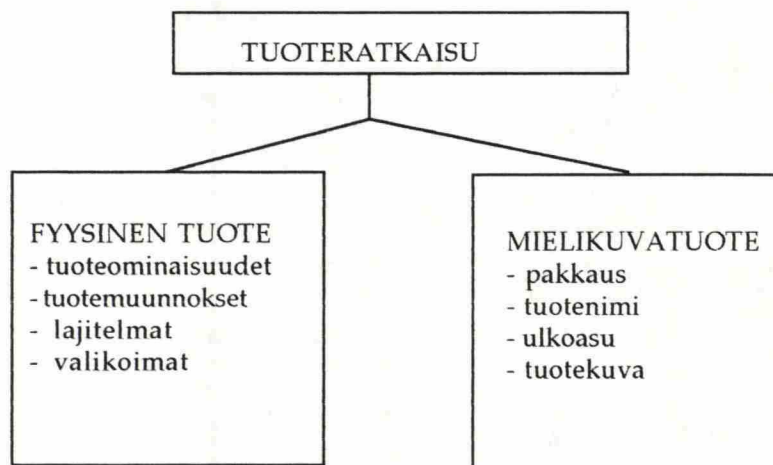 TUOTERATKAISU
FYYSINEN TUOTE
- tuoteominaisuudet
- tuotemuunnokset
- lajitelmat
- valikoimat
MIELIKUVATUOTE
- pakkaus
- tuotenimi
- ulkoasu
- tuotekuva